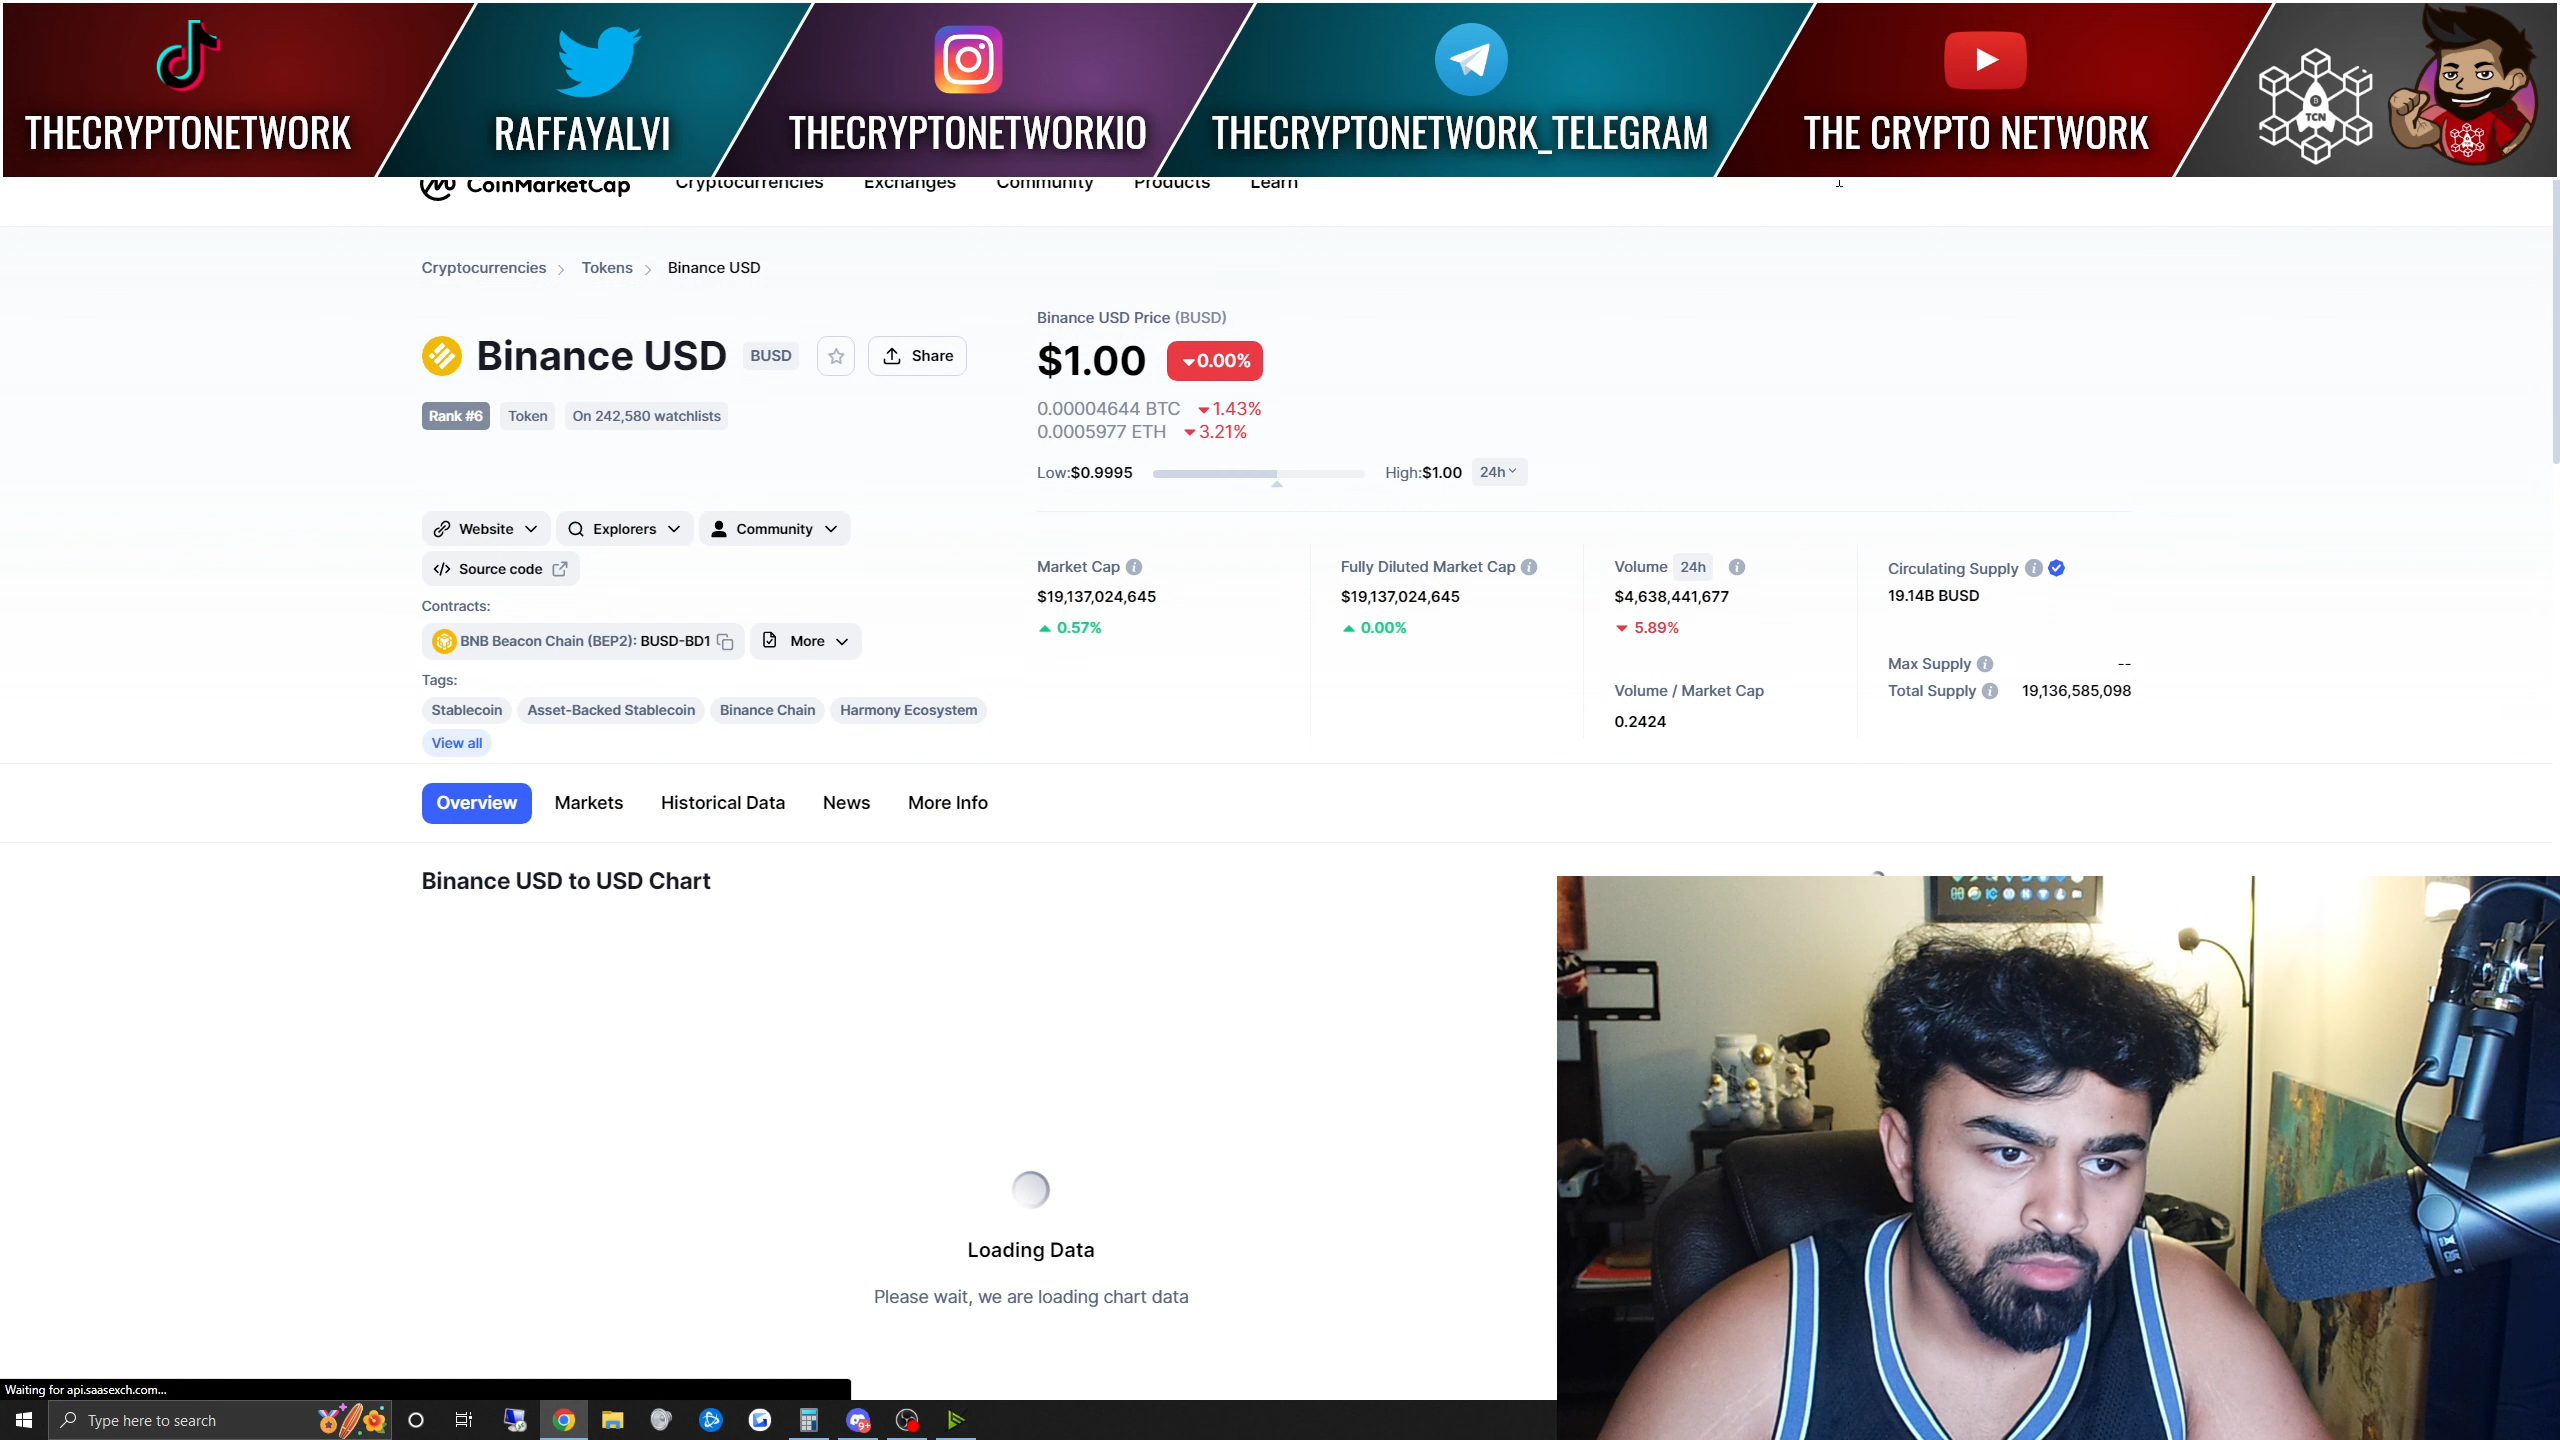 THECRYPTONETWORK
RAFFAYALVI
THECRYPTONETWORKIO
THECRYPTONETWORK_TELEGRAM
THE CRYPTO NETWORK
TCN
CoinMarketCap Cryptocurrencies Exchanges Community Products Learn
Cryptocurrencies Tokens Binance USD
Binance USD BUSD Share
Rank #6 Token On 242,580 watchlists
Website Explorers Community
Source code
Contracts:
BNB Beacon Chain (BEP2): BUSD-BD1 More
Tags:
Stablecoin Asset-Backed Stablecoin Binance Chain Harmony Ecosystem
View all
Binance USD Price (BUSD)
$1.00 0.00%
0.00004644 BTC 1.43%
0.0005977 ETH 3.21%
Low:$0.9995 High:$1.00 24h
Market Cap
$19,137,024,645
0.57%
Fully Diluted Market Cap
$19,137,024,645
0.00%
Volume 24h
$4,638,441,677
5.89%
Volume / Market Cap
0.2424
Circulating Supply
19.14B BUSD
Max Supply --
Total Supply 19,136,585,098
Overview Markets Historical Data News More Info
Binance USD to USD Chart
Loading Data
Please wait, we are loading chart data
Waiting for api.saasexch.com...
Type here to search
9+